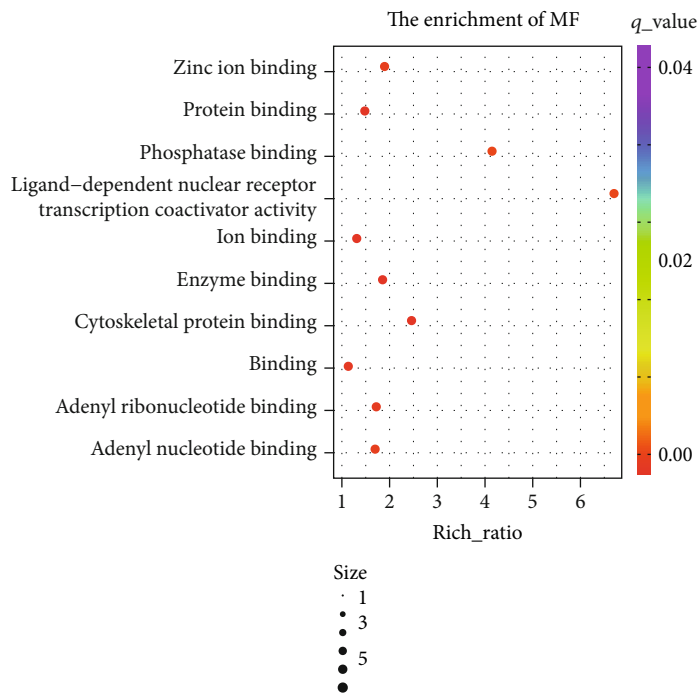 The enrichment of MF
q_value
Zinc ion binding
Protein binding
Phosphatase binding
Ligand−dependent nuclear receptor
transcription coactivator activity
Ion binding
Enzyme binding
Cytoskeletal protein binding
Binding
Adenyl ribonucleotide binding
Adenyl nucleotide binding
0.04
0.02
0.00
1 2 3 4 5 6
Rich_ratio
Size
1
3
5